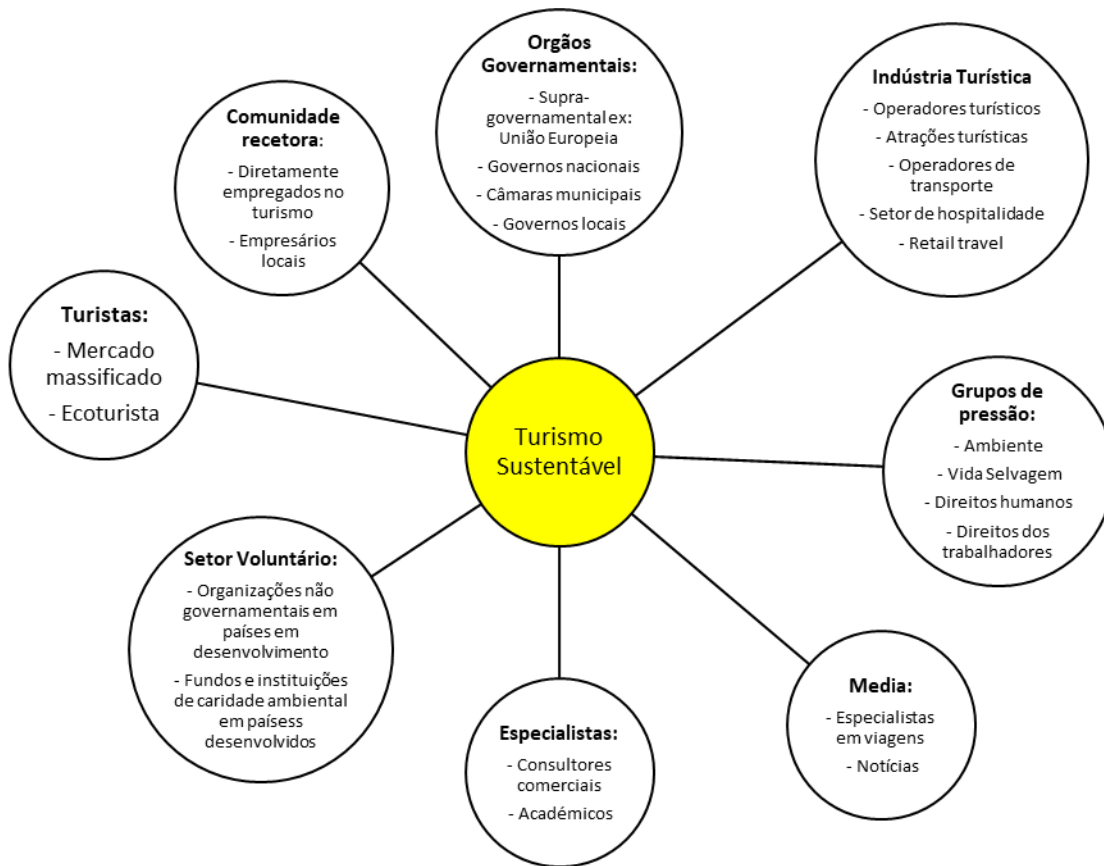 Orgãos
Governamentais:
- Supra-
governamental ex:
União Europeia
- Governos nacionais
- Câmaras municipais
- Governos locais
Indústria Turística
- Operadores turísticos
- Atrações turísticas
- Operadores de
transporte
- Setor de hospitalidade
- Retail travel
Comunidade
recetora:
- Diretamente
empregados no
turismo
- Empresários
locais
Turistas:
- Mercado
massificado
- Ecoturista
Turismo
Sustentável
Grupos de
pressão:
- Ambiente
- Vida Selvagem
- Direitos humanos
- Direitos dos
trabalhadores
Setor Voluntário:
- Organizações não
governamentais em
países em
desenvolvimento
- Fundos e instituições
de caridade ambiental
em paísess
desenvolvidos
Especialistas:
- Consultores
comerciais
- Académicos
Media:
- Especialistas
em viagens
- Notícias